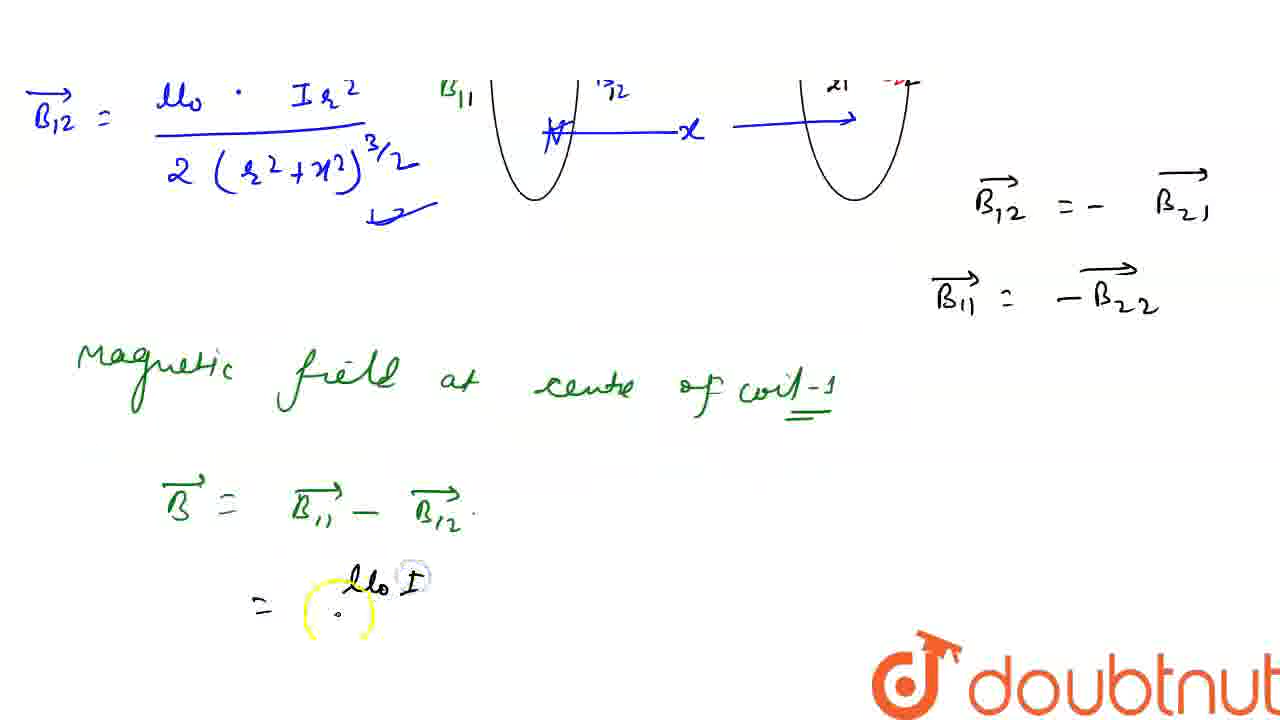 B₁₂ = μ₀ · I r² / 2 (r² + x²)^3/2
B₁₁ B₁₂ x 21
B₁₂ = - B₂₁
B₁₁ = - B₂₂
Magnetic field at centre of coil-1
B = B₁₁ - B₁₂
= μ₀ I
doubtnut